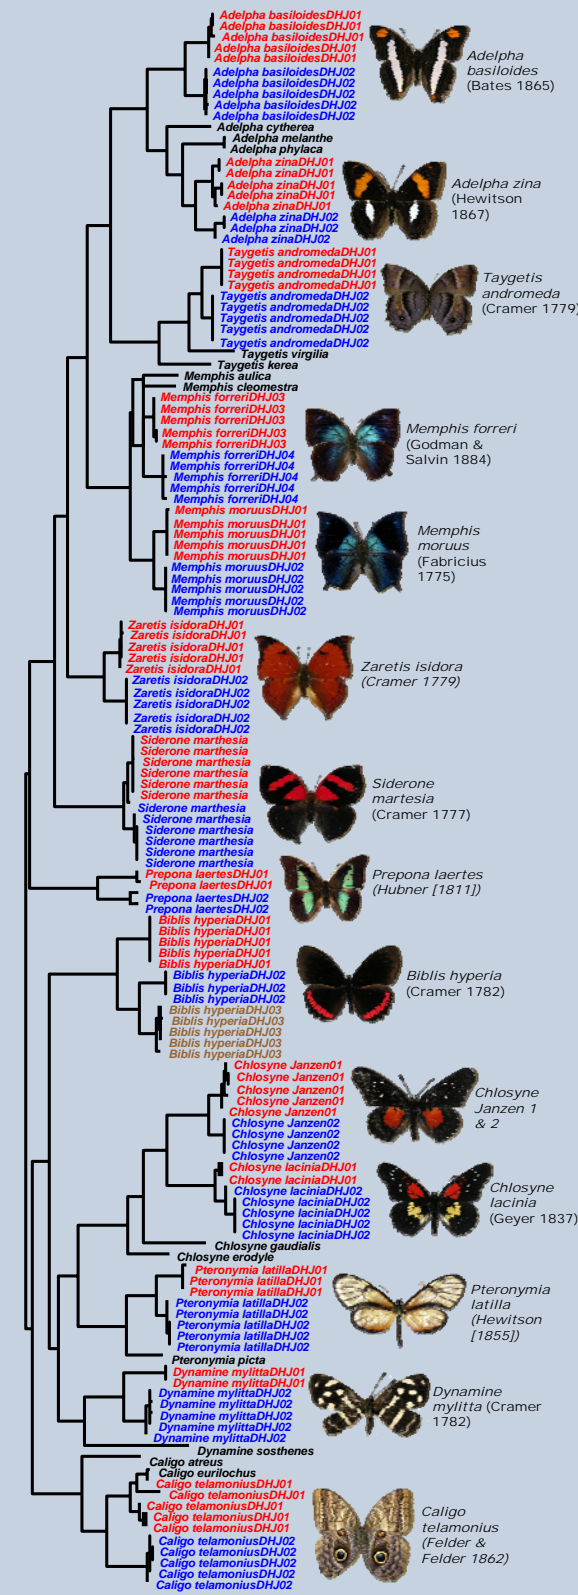 Adelpha basiloidesDHJ01
Adelpha basiloidesDHJ01
Adelpha basiloidesDHJ01
Adelpha basiloidesDHJ01
Adelpha basiloidesDHJ01
Adelpha basiloidesDHJ02
Adelpha basiloidesDHJ02
Adelpha basiloidesDHJ02
Adelpha basiloidesDHJ02
Adelpha basiloidesDHJ02
Adelpha
basiloides
(Bates 1865)
Adelpha cytherea
Adelpha melanthe
Adelpha phylaca
Adelpha zinaDHJ01
Adelpha zinaDHJ01
Adelpha zinaDHJ01
Adelpha zinaDHJ01
Adelpha zinaDHJ01
Adelpha zinaDHJ02
Adelpha zinaDHJ02
Adelpha zinaDHJ02
Adelpha zina
(Hewitson
1867)
Taygetis andromedaDHJ01
Taygetis andromedaDHJ01
Taygetis andromedaDHJ01
Taygetis andromedaDHJ01
Taygetis andromedaDHJ02
Taygetis andromedaDHJ02
Taygetis andromedaDHJ02
Taygetis andromedaDHJ02
Taygetis andromedaDHJ02
Taygetis
andromeda
(Cramer 1779)
Taygetis virgilia
Taygetis kerea
Memphis aulica
Memphis cleomestra
Memphis forreriDHJ03
Memphis forreriDHJ03
Memphis forreriDHJ03
Memphis forreriDHJ03
Memphis forreriDHJ03
Memphis forreriDHJ04
Memphis forreriDHJ04
Memphis forreriDHJ04
Memphis forreriDHJ04
Memphis forreriDHJ04
Memphis forreri
(Godman &
Salvin 1884)
Memphis moruusDHJ01
Memphis moruusDHJ01
Memphis moruusDHJ01
Memphis moruusDHJ01
Memphis moruusDHJ01
Memphis moruusDHJ02
Memphis moruusDHJ02
Memphis moruusDHJ02
Memphis moruusDHJ02
Memphis moruusDHJ02
Memphis
moruus
(Fabricius
1775)
Zaretis isidoraDHJ01
Zaretis isidoraDHJ01
Zaretis isidoraDHJ01
Zaretis isidoraDHJ01
Zaretis isidoraDHJ01
Zaretis isidoraDHJ02
Zaretis isidoraDHJ02
Zaretis isidoraDHJ02
Zaretis isidoraDHJ02
Zaretis isidoraDHJ02
Zaretis isidora
(Cramer 1779)
Siderone marthesia
Siderone marthesia
Siderone marthesia
Siderone marthesia
Siderone marthesia
Siderone marthesia
Siderone marthesia
Siderone marthesia
Siderone marthesia
Siderone marthesia
Siderone marthesia
Siderone marthesia
Siderone
martesia
(Cramer 1777)
Prepona laertesDHJ01
Prepona laertesDHJ01
Prepona laertesDHJ02
Prepona laertesDHJ02
Prepona laertes
(Hubner [1811])
Biblis hyperiaDHJ01
Biblis hyperiaDHJ01
Biblis hyperiaDHJ01
Biblis hyperiaDHJ01
Biblis hyperiaDHJ01
Biblis hyperiaDHJ02
Biblis hyperiaDHJ02
Biblis hyperiaDHJ02
Biblis hyperiaDHJ03
Biblis hyperiaDHJ03
Biblis hyperiaDHJ03
Biblis hyperiaDHJ03
Biblis hyperiaDHJ03
Biblis hyperia
(Cramer 1782)
Chlosyne Janzen01
Chlosyne Janzen01
Chlosyne Janzen01
Chlosyne Janzen01
Chlosyne Janzen01
Chlosyne Janzen02
Chlosyne Janzen02
Chlosyne Janzen02
Chlosyne Janzen02
Chlosyne
Janzen 1
& 2
Chlosyne laciniaDHJ01
Chlosyne laciniaDHJ01
Chlosyne laciniaDHJ02
Chlosyne laciniaDHJ02
Chlosyne laciniaDHJ02
Chlosyne laciniaDHJ02
Chlosyne laciniaDHJ02
Chlosyne
lacinia
(Geyer 1837)
Chlosyne gaudialis
Chlosyne erodyle
Pteronymia latillaDHJ01
Pteronymia latillaDHJ01
Pteronymia latillaDHJ01
Pteronymia latillaDHJ02
Pteronymia latillaDHJ02
Pteronymia latillaDHJ02
Pteronymia latillaDHJ02
Pteronymia latillaDHJ02
Pteronymia
latilla
(Hewitson
[1855])
Pteronymia picta
Dynamine mylittaDHJ01
Dynamine mylittaDHJ01
Dynamine mylittaDHJ02
Dynamine mylittaDHJ02
Dynamine mylittaDHJ02
Dynamine mylittaDHJ02
Dynamine mylittaDHJ02
Dynamine
mylitta (Cramer
1782)
Dynamine sosthenes
Caligo atreus
Caligo eurilochus
Caligo telamoniusDHJ01
Caligo telamoniusDHJ01
Caligo telamoniusDHJ01
Caligo telamoniusDHJ01
Caligo telamoniusDHJ01
Caligo telamoniusDHJ02
Caligo telamoniusDHJ02
Caligo telamoniusDHJ02
Caligo telamoniusDHJ02
Caligo telamoniusDHJ02
Caligo
telamonius
(Felder &
Felder 1862)